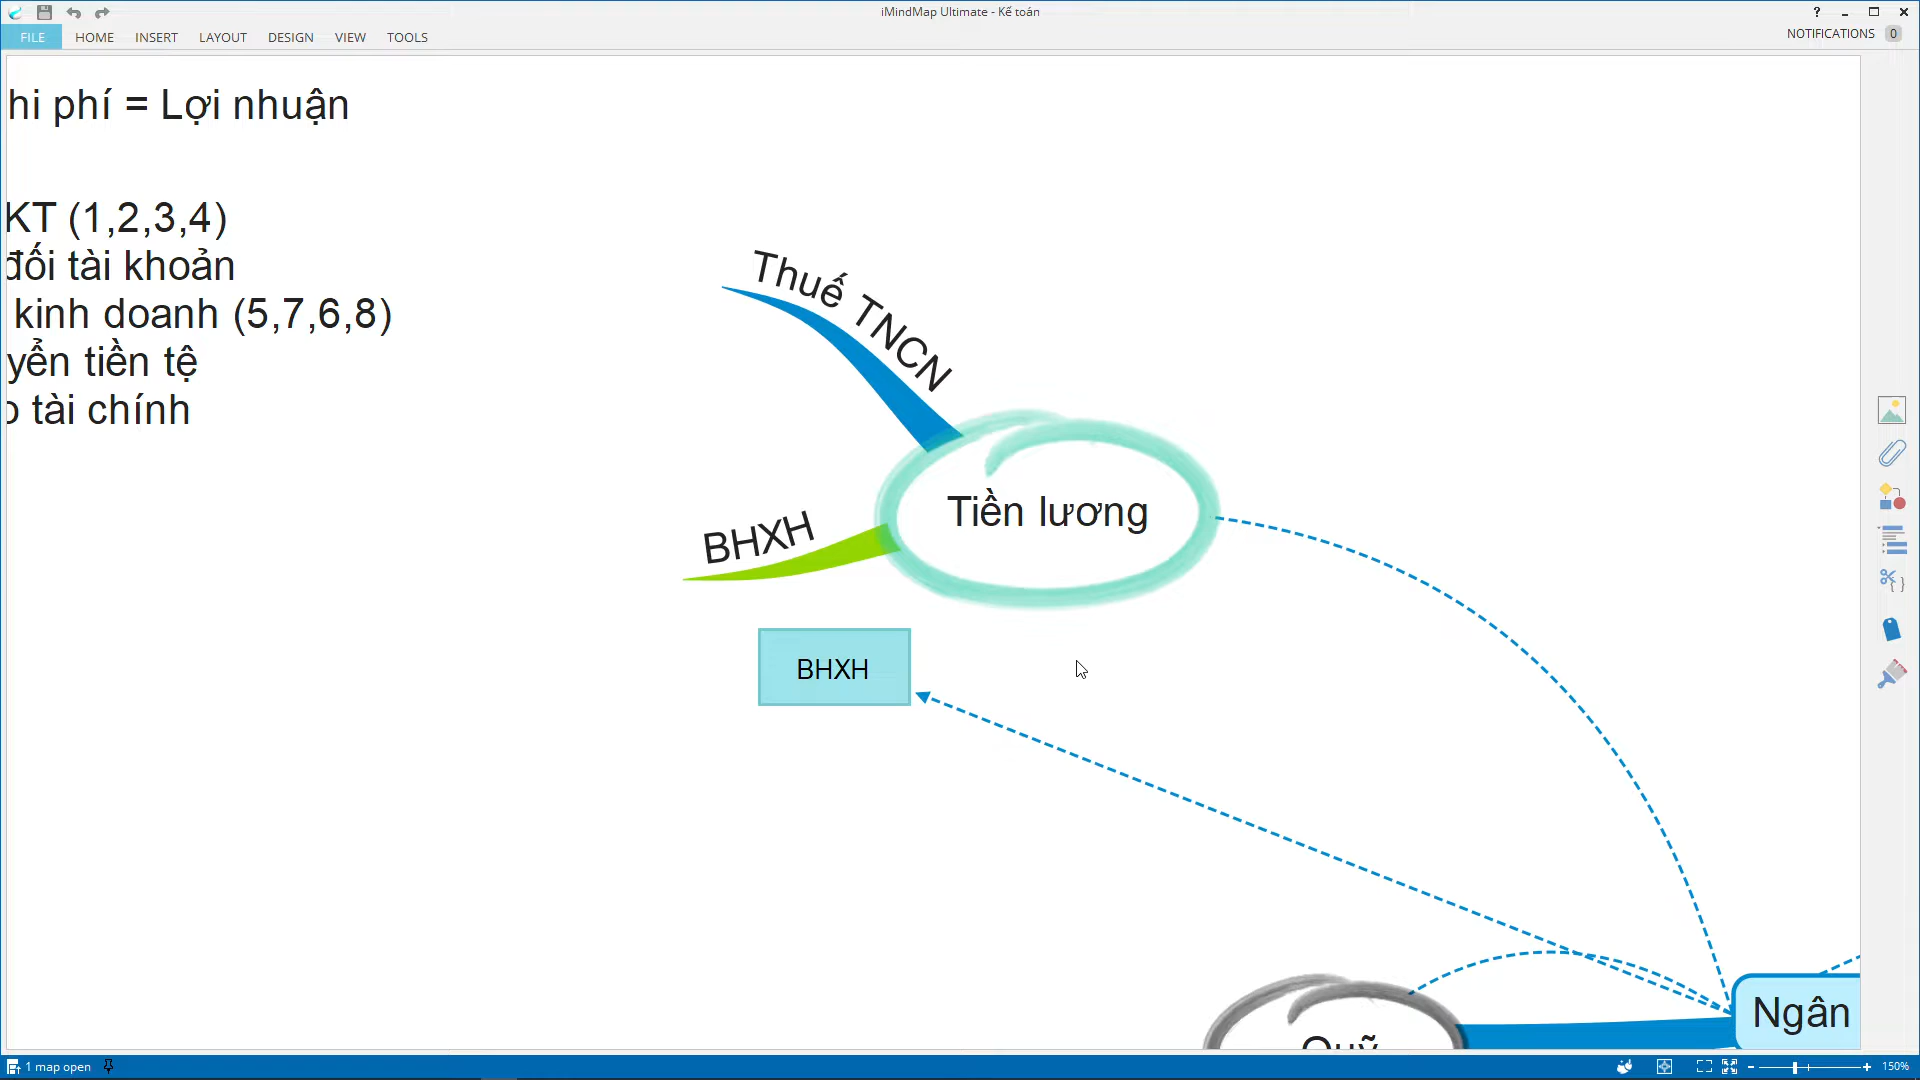 iMindMap Ultimate - Kế toán
?
FILE HOME INSERT LAYOUT DESIGN VIEW TOOLS
NOTIFICATIONS 0
hi phí = Lợi nhuận
KT (1,2,3,4)
đối tài khoản
kinh doanh (5,7,6,8)
yển tiền tệ
o tài chính
Thuế TNCN
BHXH
Tiền lương
BHXH
Ngân
Quỹ
1 map open
150%